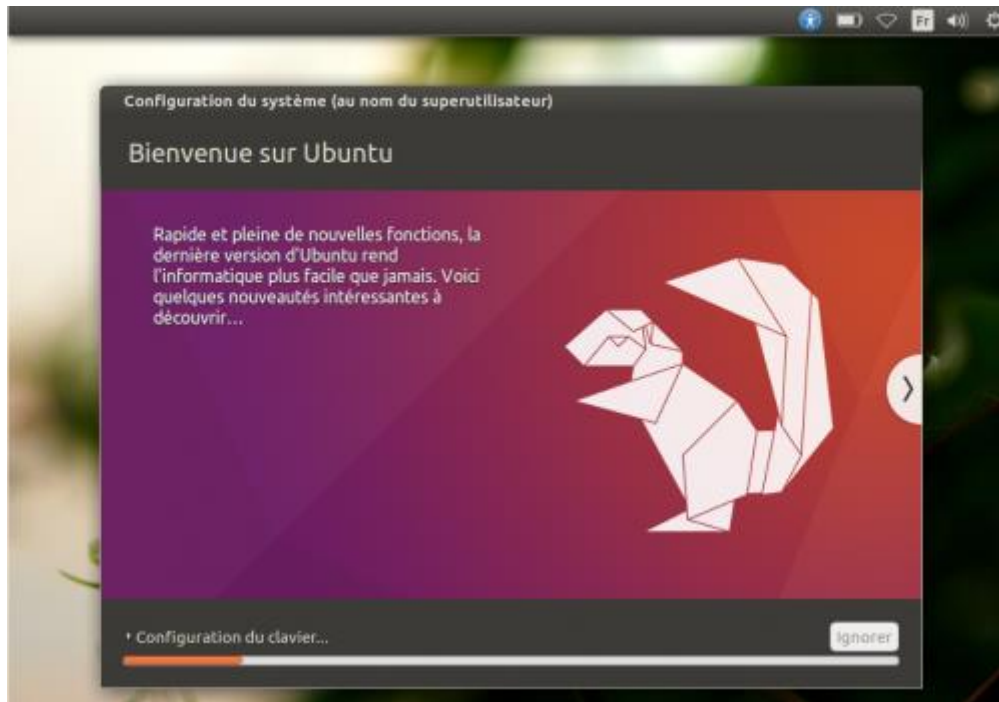 Fr
Configuration du système (au nom du superutilisateur)
Bienvenue sur Ubuntu
Rapide et pleine de nouvelles fonctions, la
dernière version d'Ubuntu rend
l'informatique plus facile que jamais. Voici
quelques nouveautés intéressantes à
découvrir…
Configuration du clavier...
Ignorer